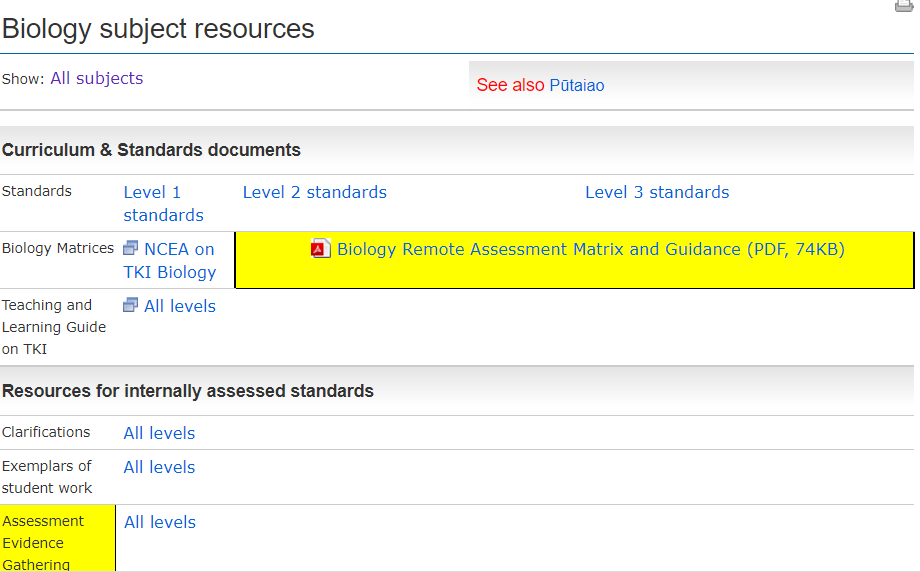 Biology subject resources
Show: All subjects
See also Pūtaiao
Curriculum & Standards documents
Standards
Level 1
standards
Level 2 standards
Level 3 standards
Biology Matrices
NCEA on
TKI Biology
Biology Remote Assessment Matrix and Guidance (PDF, 74KB)
Teaching and
Learning Guide
on TKI
All levels
Resources for internally assessed standards
Clarifications
All levels
Exemplars of
student work
All levels
Assessment
Evidence
Gathering
All levels